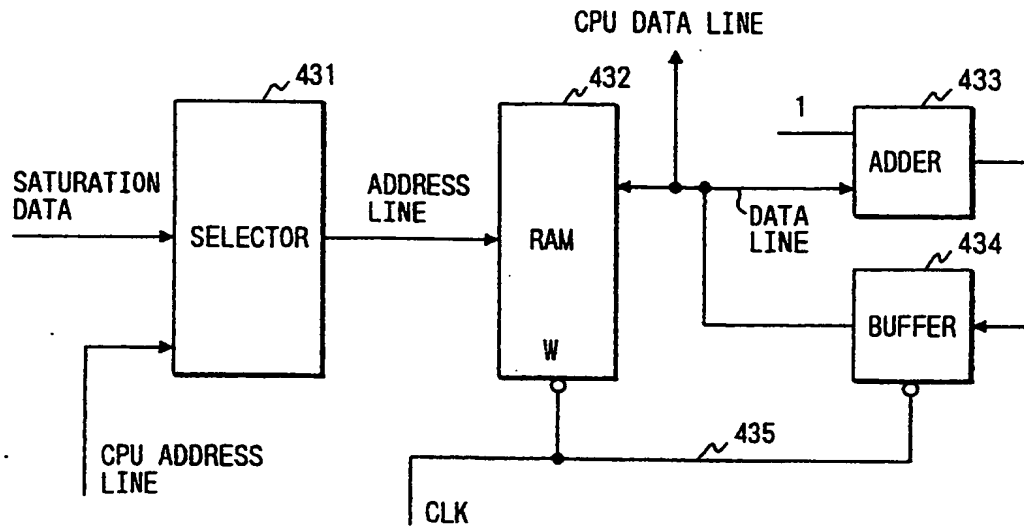 CPU DATA LINE
431
432
433
1
ADDER
SATURATION
DATA
ADDRESS
LINE
SELECTOR
RAM
DATA
LINE
434
BUFFER
W
435
CPU ADDRESS
LINE
CLK